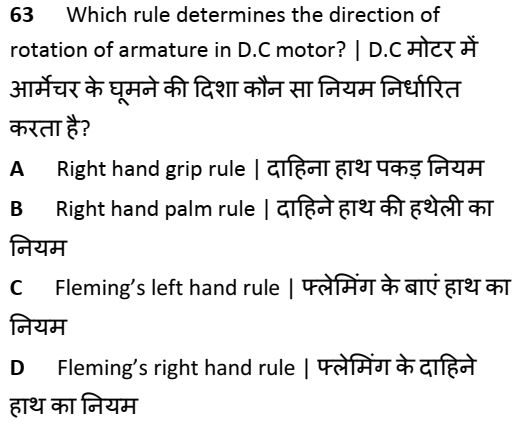 63 Which rule determines the direction of
rotation of armature in D.C motor? | D.C मोटर में
आर्मेचर के घूमने की दिशा कौन सा नियम निर्धारित
करता है?
A Right hand grip rule | दाहिना हाथ पकड़ नियम
B Right hand palm rule | दाहिने हाथ की हथेली का
नियम
C Fleming’s left hand rule | फ्लेमिंग के बाएं हाथ का
नियम
D Fleming’s right hand rule | फ्लेमिंग के दाहिने
हाथ का नियम